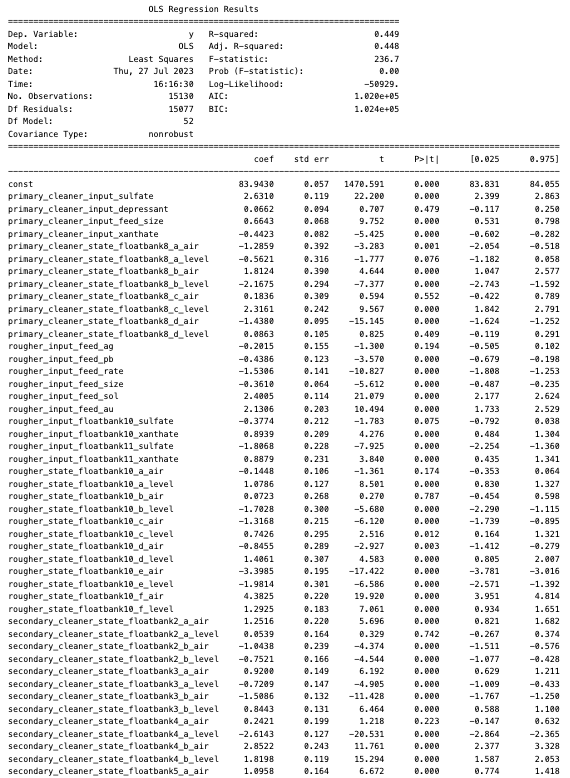 OLS Regression Results
Dep. Variable: y R-squared: 0.449
Model: OLS Adj. R-squared: 0.448
Method: Least Squares F-statistic: 236.7
Date: Thu, 27 Jul 2023 Prob (F-statistic): 0.00
Time: 16:16:30 Log-Likelihood: -50929.
No. Observations: 15130 AIC: 1.020e+05
Df Residuals: 15077 BIC: 1.024e+05
Df Model: 52
Covariance Type: nonrobust
coef std err t P>|t| [0.025 0.975]
const 83.9430 0.057 1470.591 0.000 83.831 84.055
primary_cleaner_input_sulfate 2.6310 0.119 22.200 0.000 2.399 2.863
primary_cleaner_input_depressant 0.0662 0.094 0.707 0.479 -0.117 0.250
primary_cleaner_input_feed_size 0.6643 0.068 9.752 0.000 0.531 0.798
primary_cleaner_input_xanthate -0.4423 0.082 -5.425 0.000 -0.602 -0.282
primary_cleaner_state_floatbank8_a_air -1.2859 0.392 -3.283 0.001 -2.054 -0.518
primary_cleaner_state_floatbank8_a_level -0.5621 0.316 -1.777 0.076 -1.182 0.058
primary_cleaner_state_floatbank8_b_air 1.8124 0.390 4.644 0.000 1.047 2.577
primary_cleaner_state_floatbank8_b_level -2.1675 0.294 -7.377 0.000 -2.743 -1.592
primary_cleaner_state_floatbank8_c_air 0.1836 0.309 0.594 0.552 -0.422 0.789
primary_cleaner_state_floatbank8_c_level 2.3161 0.242 9.567 0.000 1.842 2.791
primary_cleaner_state_floatbank8_d_air -1.4380 0.095 -15.145 0.000 -1.624 -1.252
primary_cleaner_state_floatbank8_d_level 0.0863 0.105 0.825 0.409 -0.119 0.291
rougher_input_feed_ag -0.2015 0.155 -1.300 0.194 -0.505 0.102
rougher_input_feed_pb -0.4386 0.123 -3.570 0.000 -0.679 -0.198
rougher_input_feed_rate -1.5306 0.141 -10.827 0.000 -1.808 -1.253
rougher_input_feed_size -0.3610 0.064 -5.612 0.000 -0.487 -0.235
rougher_input_feed_sol 2.4005 0.114 21.079 0.000 2.177 2.624
rougher_input_feed_au 2.1306 0.203 10.494 0.000 1.733 2.529
rougher_input_floatbank10_sulfate -0.3774 0.212 -1.783 0.075 -0.792 0.038
rougher_input_floatbank10_xanthate 0.8939 0.209 4.276 0.000 0.484 1.304
rougher_input_floatbank11_sulfate -1.8068 0.228 -7.925 0.000 -2.254 -1.360
rougher_input_floatbank11_xanthate 0.8879 0.231 3.840 0.000 0.435 1.341
rougher_state_floatbank10_a_air -0.1448 0.106 -1.361 0.174 -0.353 0.064
rougher_state_floatbank10_a_level 1.0786 0.127 8.501 0.000 0.830 1.327
rougher_state_floatbank10_b_air 0.0723 0.268 0.270 0.787 -0.454 0.598
rougher_state_floatbank10_b_level -1.7028 0.300 -5.680 0.000 -2.290 -1.115
rougher_state_floatbank10_c_air -1.3168 0.215 -6.120 0.000 -1.739 -0.895
rougher_state_floatbank10_c_level 0.7426 0.295 2.516 0.012 0.164 1.321
rougher_state_floatbank10_d_air -0.8455 0.289 -2.927 0.003 -1.412 -0.279
rougher_state_floatbank10_d_level 1.4061 0.307 4.583 0.000 0.805 2.007
rougher_state_floatbank10_e_air -3.3985 0.195 -17.422 0.000 -3.781 -3.016
rougher_state_floatbank10_e_level -1.9814 0.301 -6.586 0.000 -2.571 -1.392
rougher_state_floatbank10_f_air 4.3825 0.220 19.920 0.000 3.951 4.814
rougher_state_floatbank10_f_level 1.2925 0.183 7.061 0.000 0.934 1.651
secondary_cleaner_state_floatbank2_a_air 1.2516 0.220 5.696 0.000 0.821 1.682
secondary_cleaner_state_floatbank2_a_level 0.0539 0.164 0.329 0.742 -0.267 0.374
secondary_cleaner_state_floatbank2_b_air -1.0438 0.239 -4.374 0.000 -1.511 -0.576
secondary_cleaner_state_floatbank2_b_level -0.7521 0.166 -4.544 0.000 -1.077 -0.428
secondary_cleaner_state_floatbank3_a_air 0.9200 0.149 6.192 0.000 0.629 1.211
secondary_cleaner_state_floatbank3_a_level -0.7209 0.147 -4.905 0.000 -1.009 -0.433
secondary_cleaner_state_floatbank3_b_air -1.5086 0.132 -11.428 0.000 -1.767 -1.250
secondary_cleaner_state_floatbank3_b_level 0.8443 0.131 6.464 0.000 0.588 1.100
secondary_cleaner_state_floatbank4_a_air 0.2421 0.199 1.218 0.223 -0.147 0.632
secondary_cleaner_state_floatbank4_a_level -2.6143 0.127 -20.531 0.000 -2.864 -2.365
secondary_cleaner_state_floatbank4_b_air 2.8522 0.243 11.761 0.000 2.377 3.328
secondary_cleaner_state_floatbank4_b_level 1.8198 0.119 15.294 0.000 1.587 2.053
secondary_cleaner_state_floatbank5_a_air 1.0958 0.164 6.672 0.000 0.774 1.418